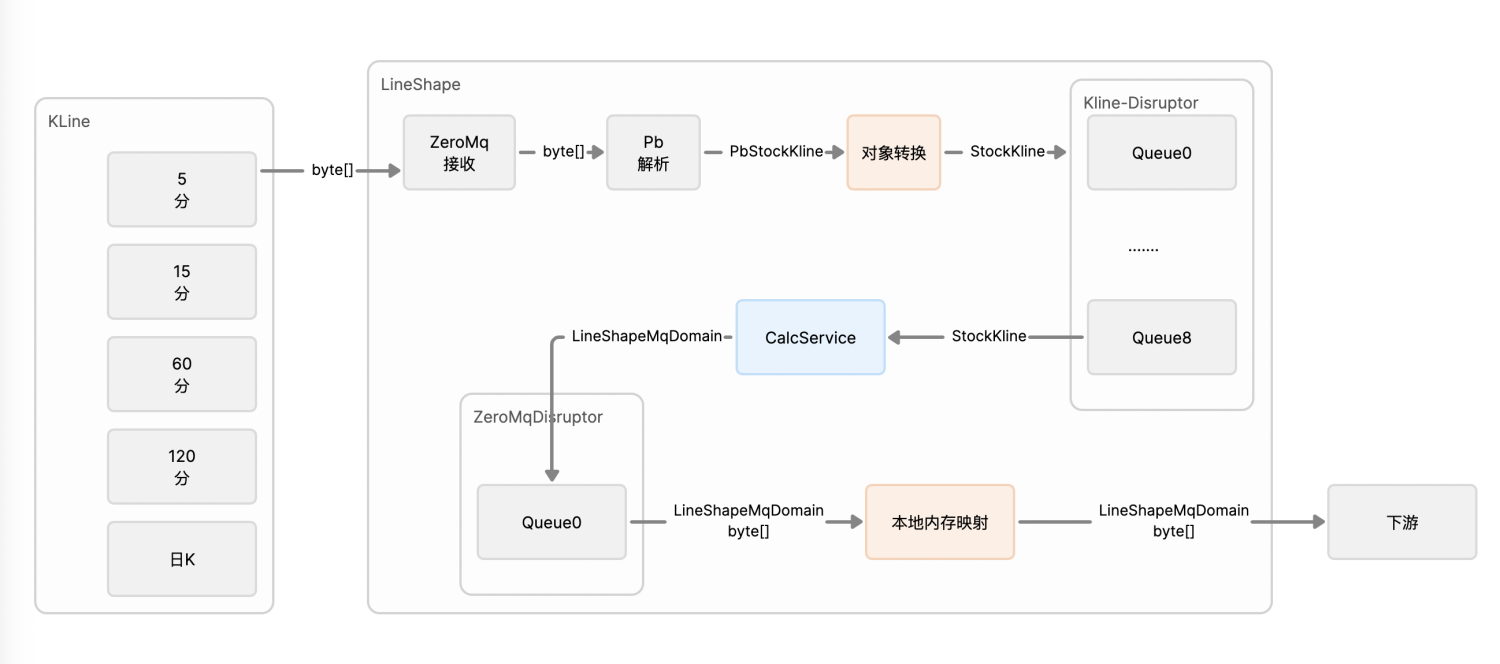 KLine
5
分
15
分
60
分
120
分
日K
byte[]
LineShape
ZeroMq
接收
byte[]
Pb
解析
PbStockKline
对象转换
StockKline
Kline-Disruptor
Queue0
.......
Queue8
StockKline
CalcService
LineShapeMqDomain
ZeroMqDisruptor
Queue0
LineShapeMqDomain
byte[]
本地内存映射
LineShapeMqDomain
byte[]
下游